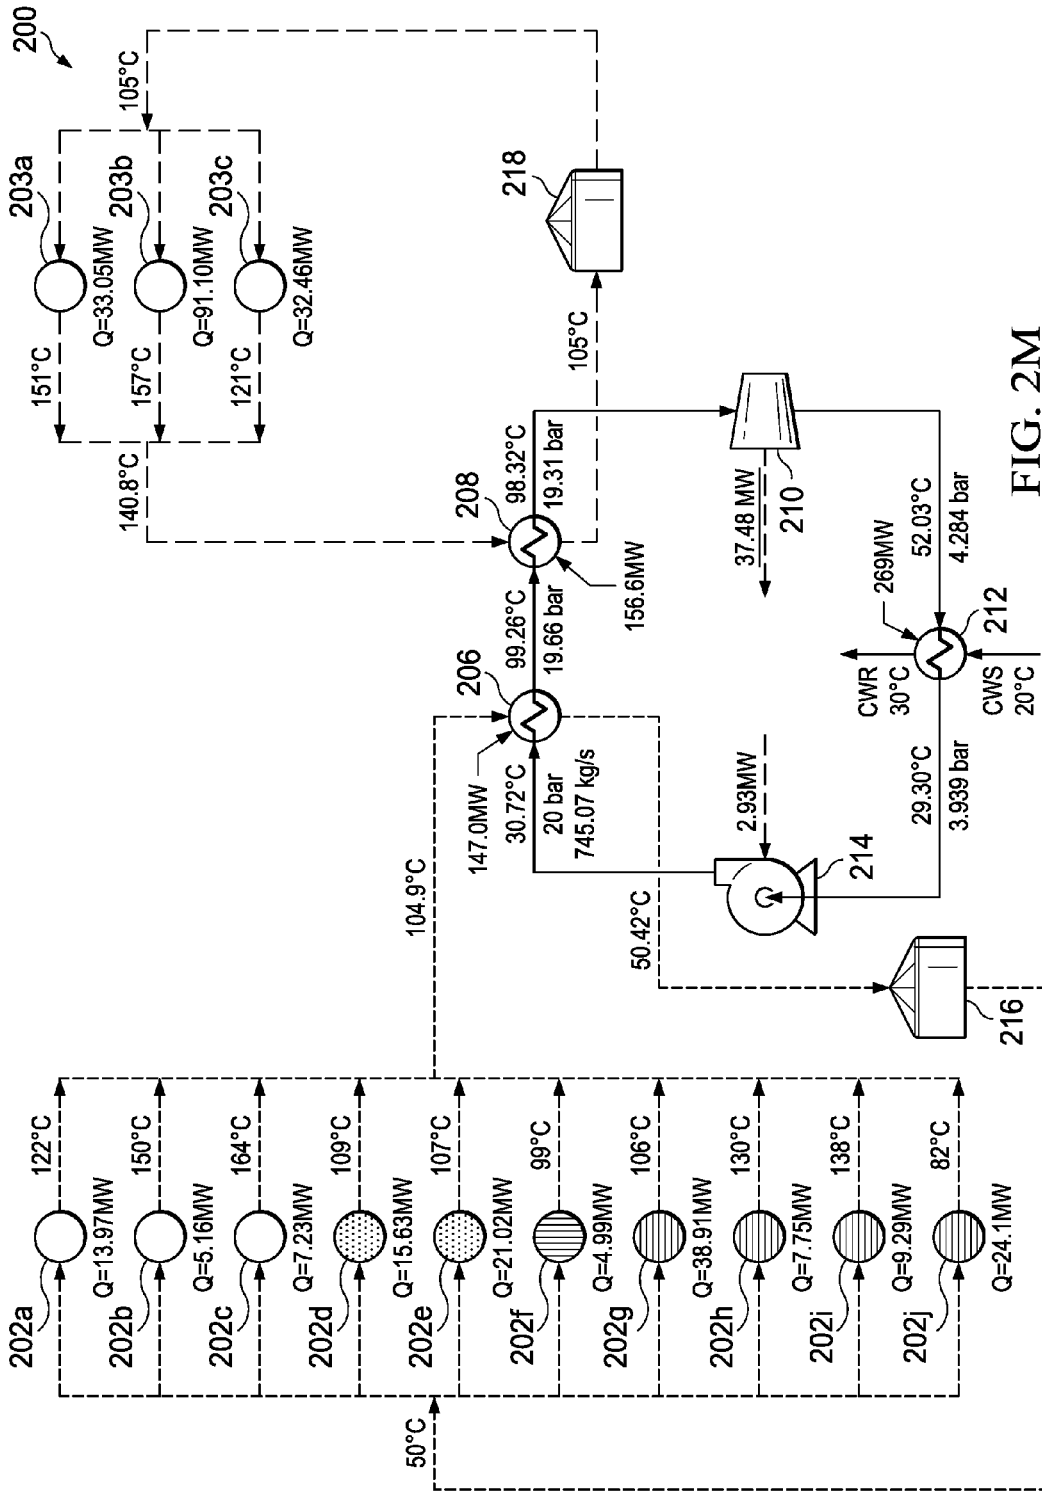 200
202a
Q=13.97MW
122°C
202b
Q=5.16MW
150°C
202c
Q=7.23MW
164°C
202d
Q=15.63MW
109°C
202e
Q=21.02MW
107°C
202f
Q=4.99MW
99°C
202g
Q=38.91MW
106°C
202h
Q=7.75MW
130°C
202i
Q=9.29MW
138°C
202j
Q=24.1MW
82°C
50°C
104.9°C
147.0MW
206
30.72°C
20 bar
745.07 kg/s
50.42°C
216
99.26°C
19.66 bar
208
156.6MW
98.32°C
19.31 bar
140.8°C
151°C
203a
Q=33.05MW
157°C
203b
Q=91.10MW
121°C
203c
Q=32.46MW
105°C
105°C
218
37.48 MW
210
2.93MW
214
52.03°C
4.284 bar
269MW
212
CWR
30°C
CWS
20°C
29.30°C
3.939 bar
FIG. 2M